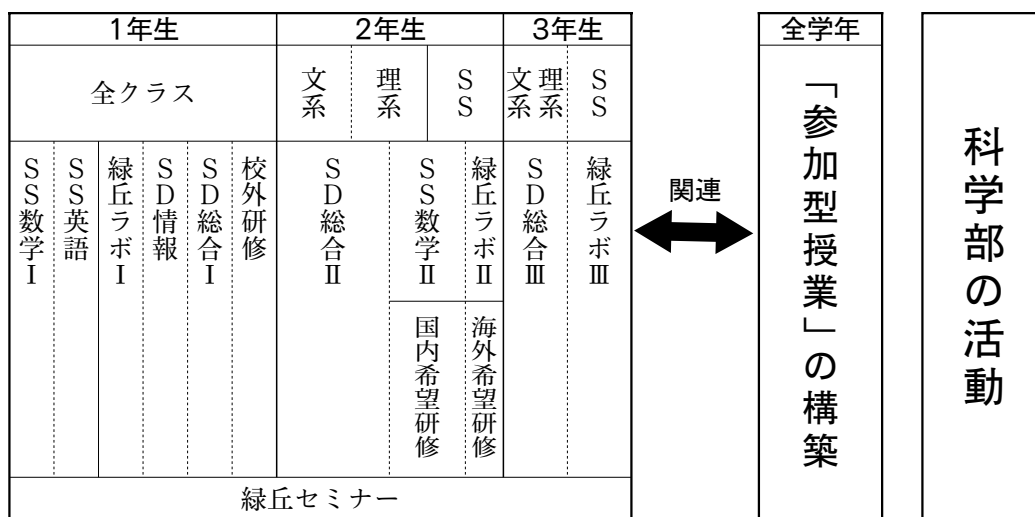 1年生
2年生
3年生
全クラス
文系
理系
SS
文系
理系
SS
SS数学Ⅰ
SS英語
緑丘ラボⅠ
SD情報
SD総合Ⅰ
校外研修
SD総合Ⅱ
SS数学Ⅱ
緑丘ラボⅡ
国内希望研修
海外希望研修
SD総合Ⅲ
緑丘ラボⅢ
緑丘セミナー
関連
全学年
「参加型授業」の構築
科学部の活動